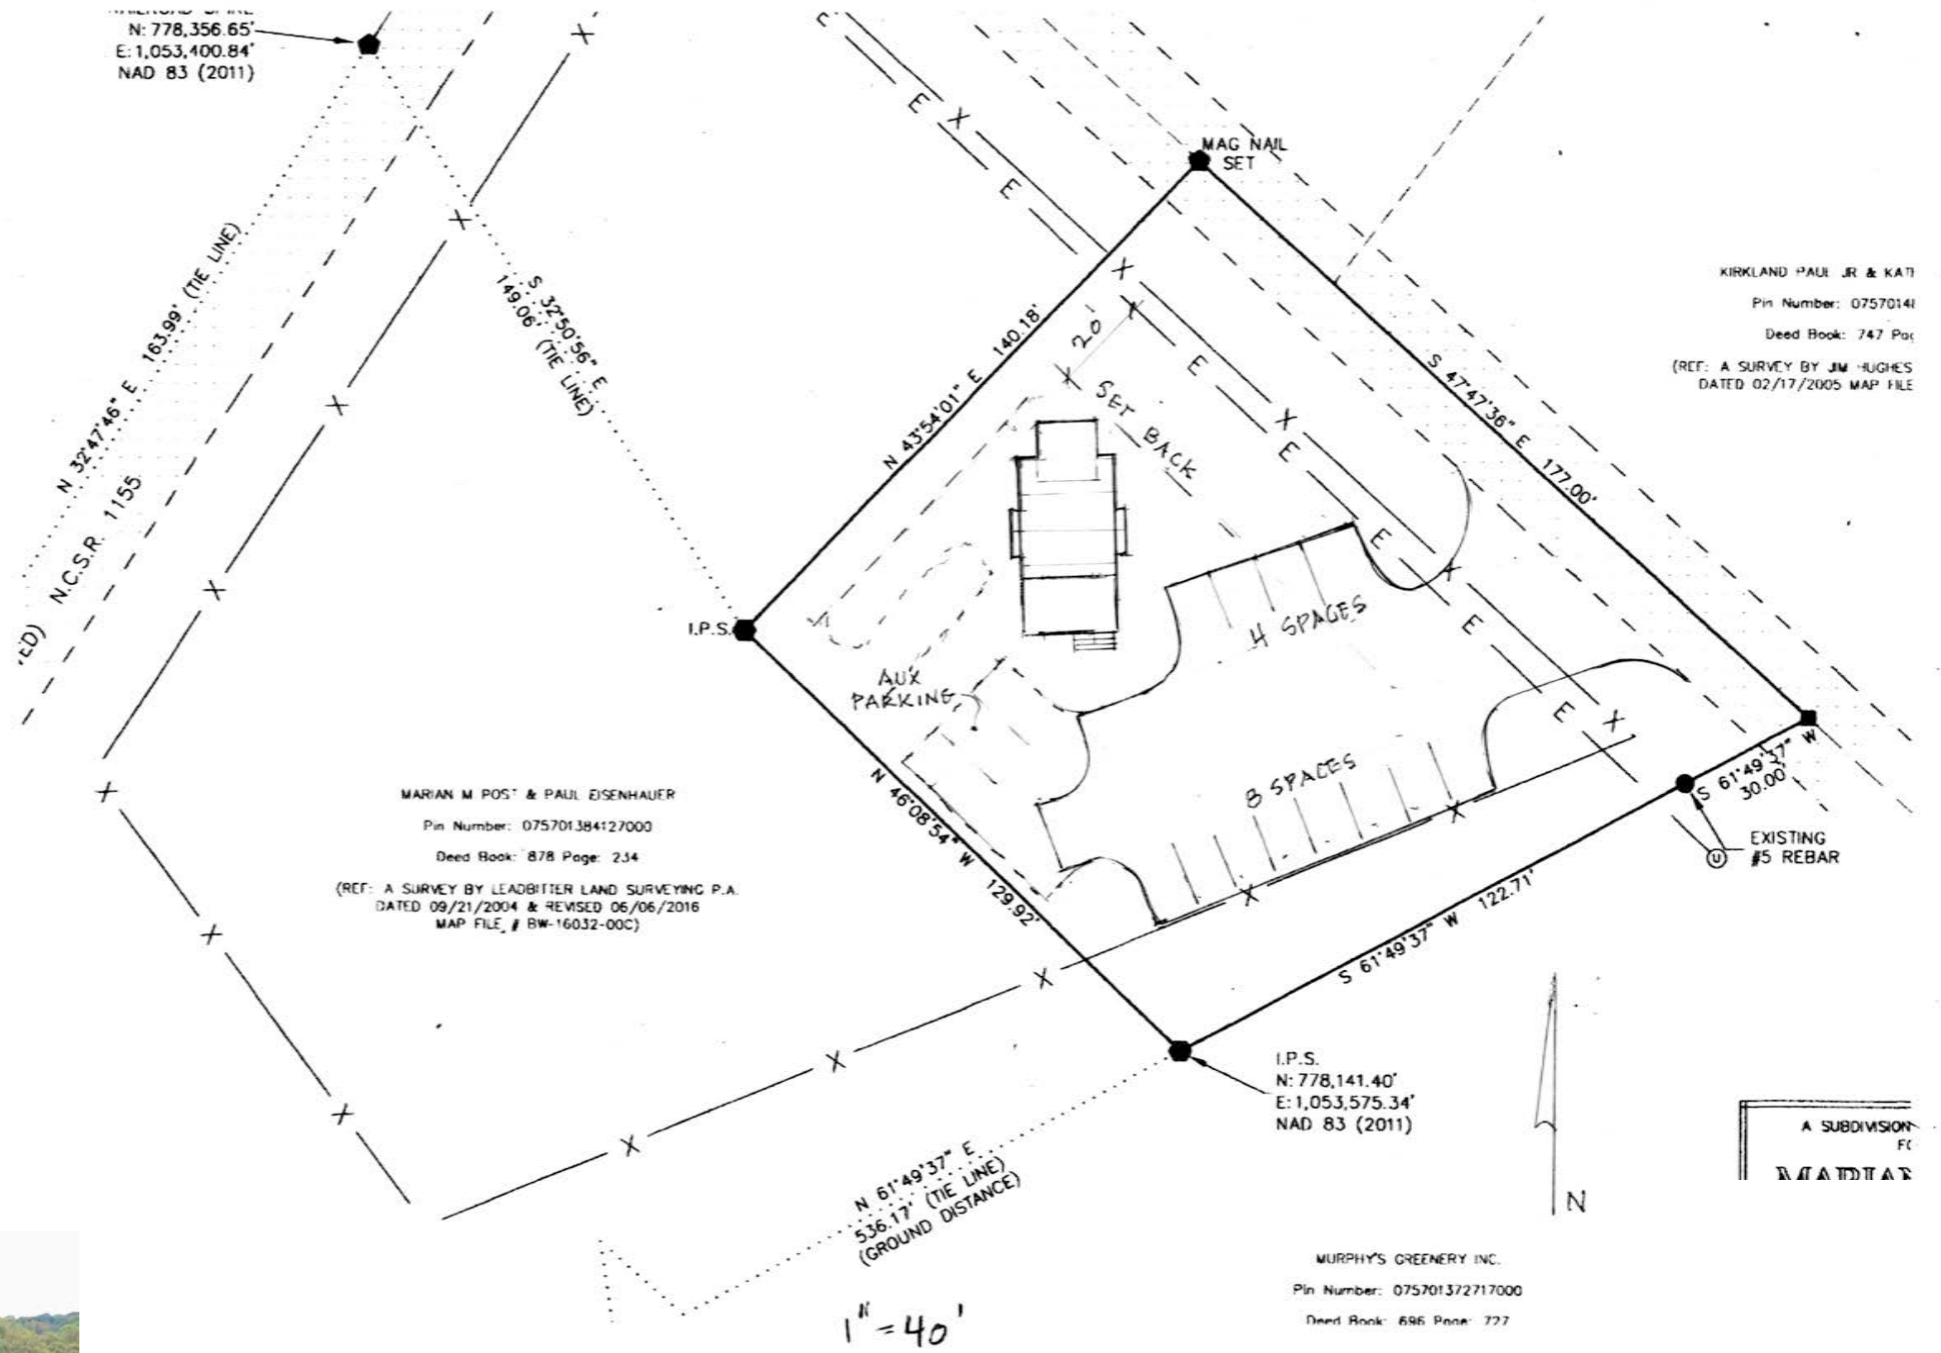 N: 778,356.65'
E: 1,053,400.84'
NAD 83 (2011)
MAG NAIL
SET
N 32°47'46" E 163.99' (TIE LINE)
N.C.S.R. 1155
S 32°50'56" E
149.06' (TIE LINE)
N 43°54'01" E 140.18'
20'
SET BACK
S 47°47'36" E 177.00'
KIRKLAND PAUL JR &
Pin Number:
Deed Book: 747
(REF: A SURVEY BY JIM HUGHES
DATED 02/17/2005 MAP FILE
I.P.S.
4 SPACES
AUX
PARKING
8 SPACES
N 46°08'54" W 129.92'
S 61°49'37" W
30.00'
EXISTING
#5 REBAR
U
S 61°49'37" W 122.71'
MARIAN M POST & PAUL EISENHAUER
Pin Number: 075701384127000
Deed Book: 878 Page: 234
(REF: A SURVEY BY LEADBITTER LAND SURVEYING P.A.
DATED 09/21/2004 & REVISED 06/06/2016
MAP FILE # BW-16032-00C)
I.P.S.
N: 778,141.40'
E: 1,053,575.34'
NAD 83 (2011)
N 61°49'37" E
536.17' (TIE LINE)
(GROUND DISTANCE)
N
A SUBDIVISION
MURPHY'S GREENERY INC.
Pin Number: 075701372717000
Deed Book: 696 Page: 727
1" = 40'